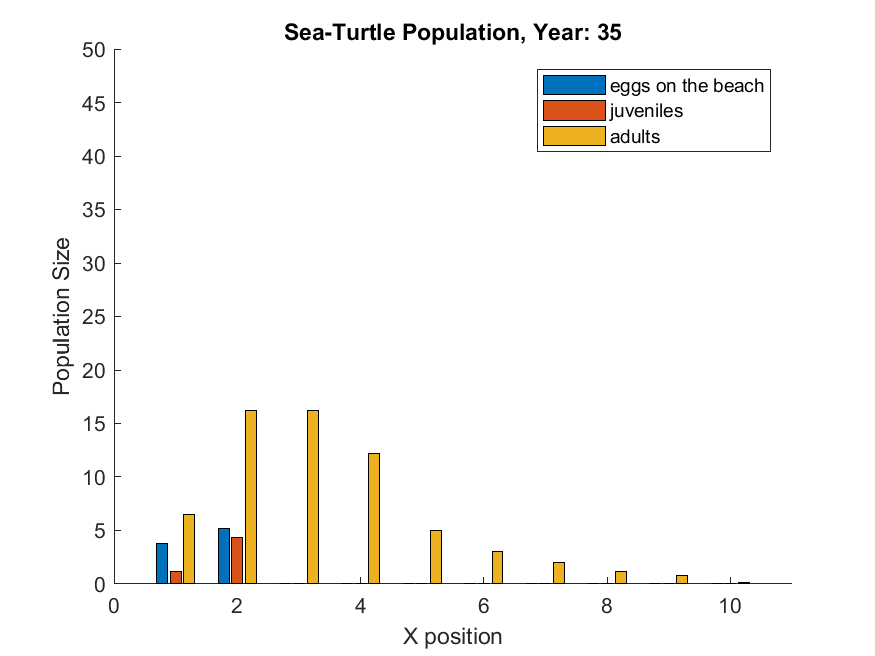 Sea-Turtle Population, Year: 35
50
45
40
35
30
25
20
15
10
5
0
Population Size
eggs on the beach
juveniles
adults
0 2 4 6 8 10
X position